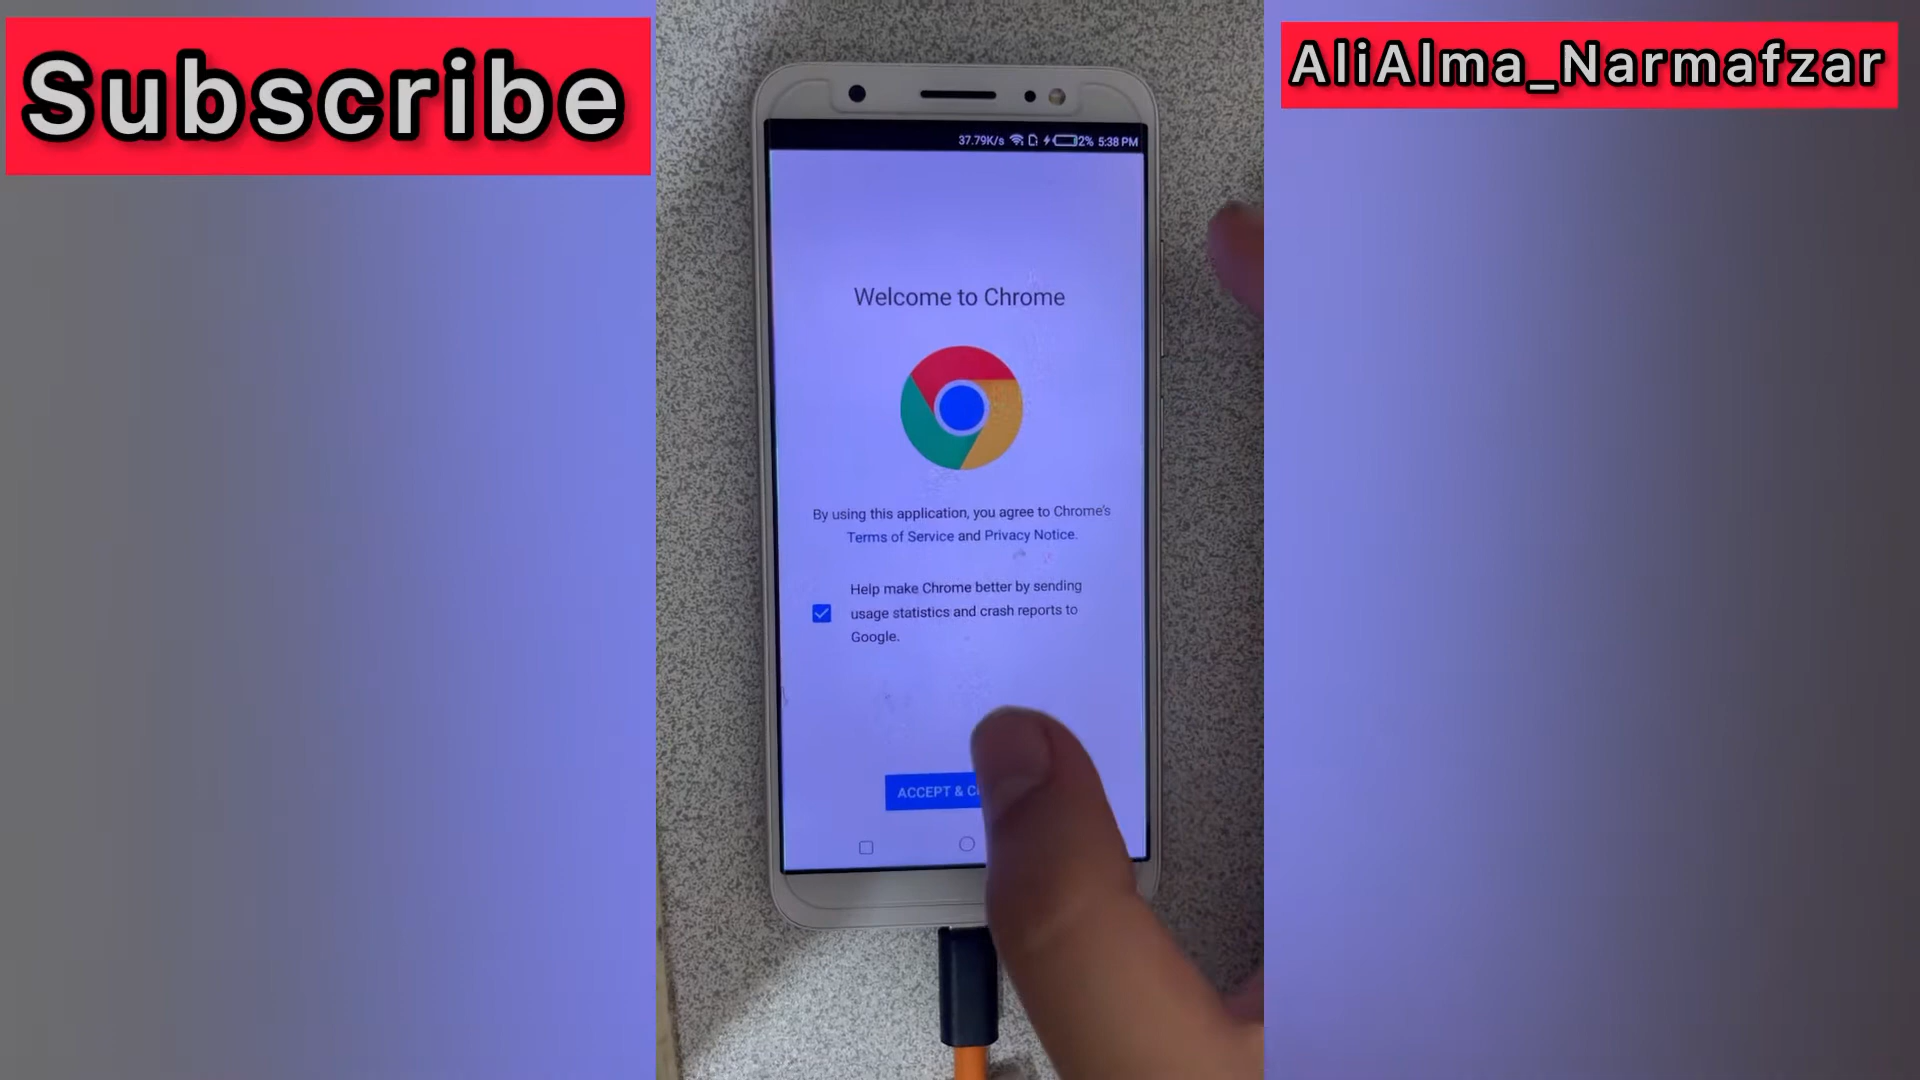 Subscribe
AliAlma_Narmafzar
37.79K/s 2% 5:38 PM
Welcome to Chrome
By using this application, you agree to Chrome's
Terms of Service and Privacy Notice.
Help make Chrome better by sending
usage statistics and crash reports to
Google.
ACCEPT &